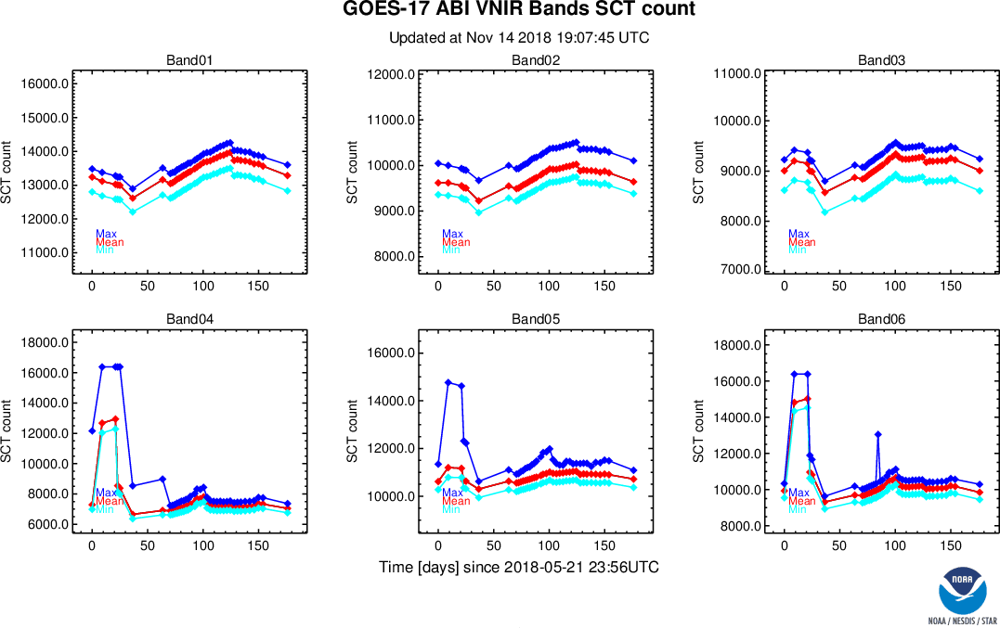 GOES-17 ABI VNIR Bands SCT count
Updated at Nov 14 2018 19:07:45 UTC
Band01
SCT count
16000.0
15000.0
14000.0
13000.0
12000.0
11000.0
Max
Mean
Min
0 50 100 150
Band02
SCT count
12000.0
11000.0
10000.0
9000.0
8000.0
Max
Mean
Min
0 50 100 150
Band03
SCT count
11000.0
10000.0
9000.0
8000.0
7000.0
Max
Mean
Min
0 50 100 150
Band04
SCT count
18000.0
16000.0
14000.0
12000.0
10000.0
8000.0
6000.0
Max
Mean
Min
0 50 100 150
Band05
SCT count
16000.0
14000.0
12000.0
10000.0
Max
Mean
Min
0 50 100 150
Band06
SCT count
18000.0
16000.0
14000.0
12000.0
10000.0
8000.0
Max
Mean
Min
0 50 100 150
Time [days] since 2018-05-21 23:56UTC
NOAA
NOAA / NESDIS / STAR